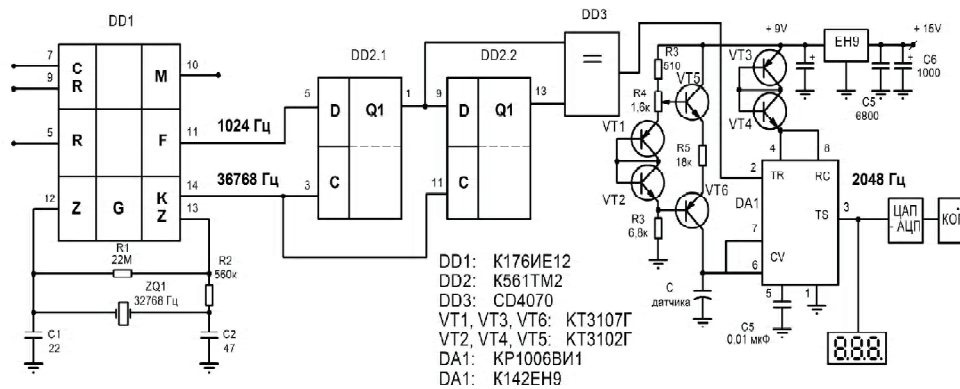 DD1
7
9
5
12
C
R
R
Z
G
M
F
K
Z
10
11
14
13
1024 Гц
36768 Гц
R1
22M
R2
560к
ZQ1
32768 Гц
C1
22
C2
47
DD2.1
5
D
Q1
1
3
C
DD2.2
9
D
Q1
13
11
C
DD3
=
R3
510
R4
1,6к
VT1
VT2
R3
6,8к
VT5
R5
18к
VT6
C
датчика
+ 9V
VT3
VT4
EH9
+ 15V
C6
1000
C5
6800
4
8
2
TR
RC
DA1
TS
3
7
CV
6
5
1
2048 Гц
C5
0.01 мкФ
ЦАП
- АЦП
8.8.8.
DD1: К176ИЕ12
DD2: К561ТМ2
DD3: CD4070
VT1, VT3, VT6: КТ3107Г
VT2, VT4, VT5: КТ3102Г
DA1: КР1006ВИ1
DA1: К142ЕН9